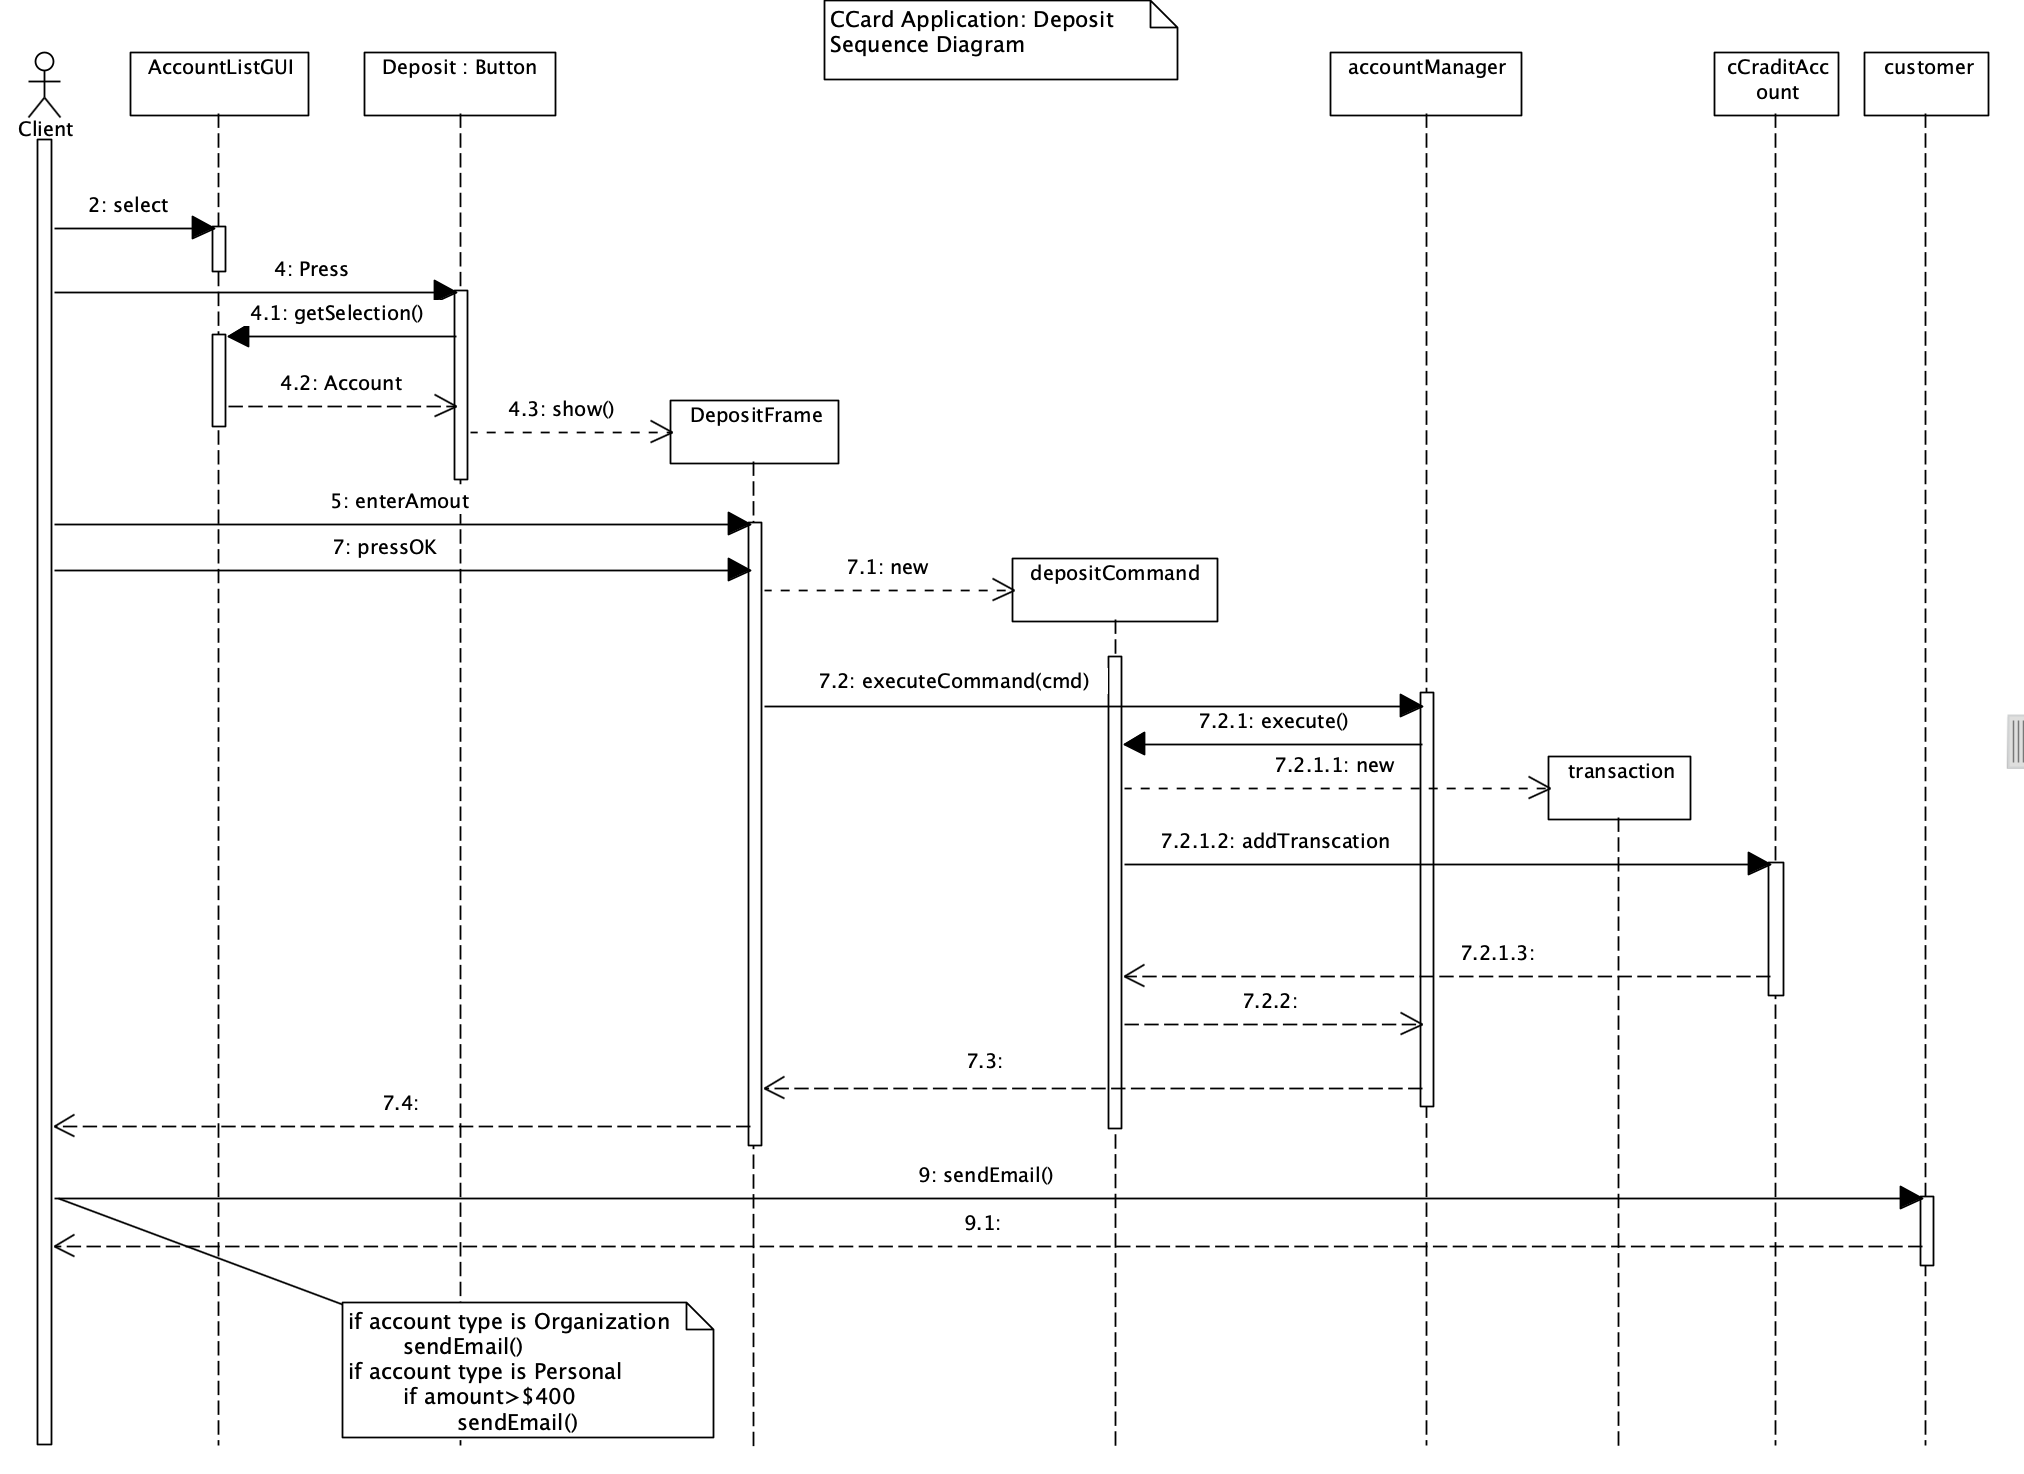 CCard Application: Deposit
Sequence Diagram
Client
AccountListGUI
Deposit : Button
accountManager
cCraditAcc
ount
customer
2: select
4: Press
4.1: getSelection()
4.2: Account
4.3: show()
DepositFrame
5: enterAmout
7: pressOK
7.1: new
depositCommand
7.2: executeCommand(cmd)
7.2.1: execute()
7.2.1.1: new
transaction
7.2.1.2: addTranscation
7.2.1.3:
7.2.2:
7.3:
7.4:
9: sendEmail()
9.1:
if account type is Organization
sendEmail()
if account type is Personal
if amount>$400
sendEmail()